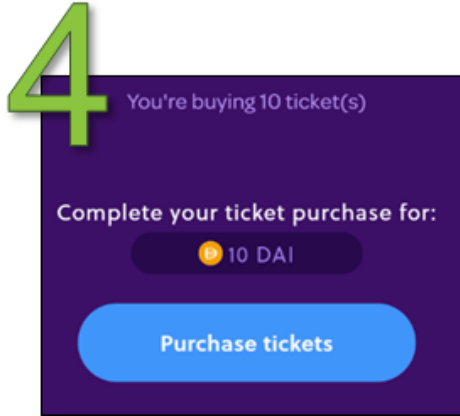 4
You're buying 10 ticket(s)
Complete your ticket purchase for:
10 DAI
Purchase tickets